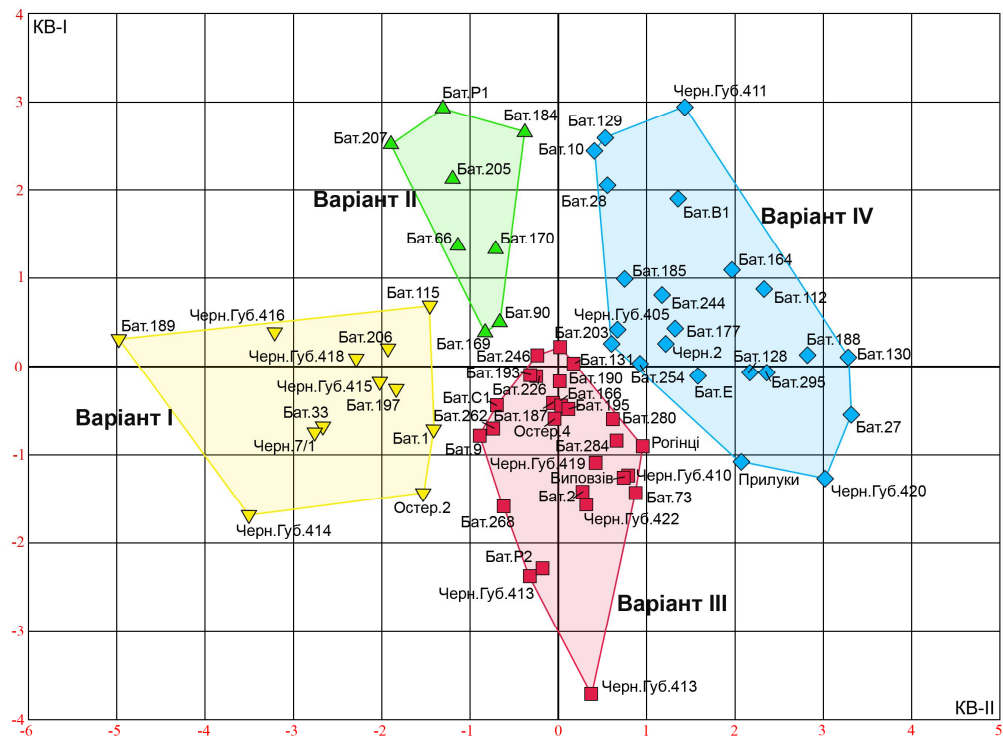 4
КВ-I
3
2
1
0
-1
-2
-3
-4
Бат.Р1
Черн.Губ.411
Бат.184
Бат.129
Бат.207
Бат.10
Бат.205
Бат.28
Варіант II
Бат.В1
Варіант IV
Бат.66
Бат.170
Бат.164
Бат.185
Бат.115
Бат.112
Бат.244
Черн.Губ.416
Бат.90
Черн.Губ.405
Бат.189
Бат.206
Бат.169
Бат.203
Бат.177
Бат.188
Черн.Губ.418
Бат.246
Бат.131
Черн.2
Бат.128
Бат.130
Бат.193
Бат.190
Бат.254
Бат.295
Черн.Губ.415
Бат.226
Бат.Е
Бат.197
Бат.С1
Бат.166
Бат.195
Варіант I
Бат.33
Бат.262
Бат.187
Бат.280
Бат.27
Черн.7/1
Бат.1
Бат.9
Остер.4
Бат.284
Рогінці
Черн.Губ.419
Виповзів
Черн.Губ.410
Прилуки
Черн.Губ.420
Остер.2
Бат.2
Бат.73
Черн.Губ.414
Бат.268
Черн.Губ.422
Бат.Р2
Черн.Губ.413
Варіант III
Черн.Губ.413
КВ-II
-6 -5 -4 -3 -2 -1 0 1 2 3 4 5